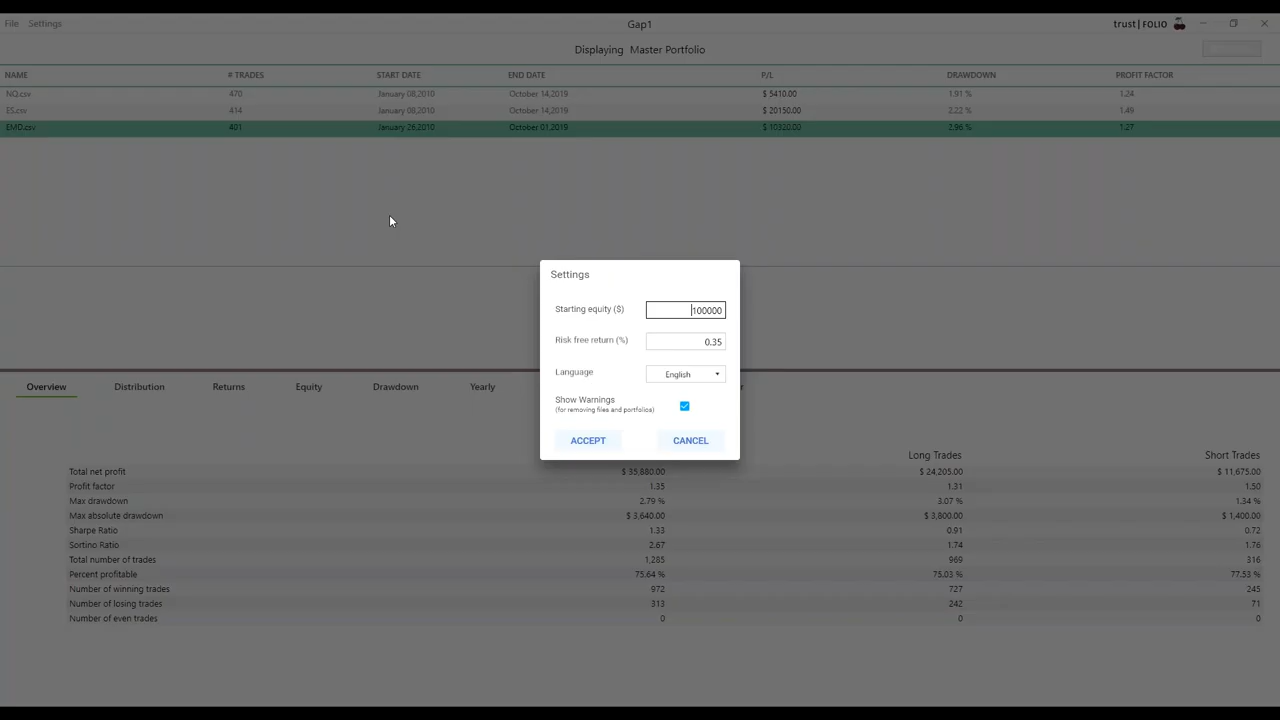 File Settings Gap1 trust|FOLIO
Displaying Master Portfolio
NAME # TRADES START DATE END DATE P/L DRAWDOWN PROFIT FACTOR
NQ.csv 470 January 08,2010 October 14,2019 $ 5410.00 1.91 % 1.24
ES.csv 414 January 08,2010 October 14,2019 $ 20150.00 2.22 % 1.49
EMD.csv 401 January 26,2010 October 01,2019 $ 10320.00 2.96 % 1.27
Settings
Starting equity ($) 100000
Risk free return (%) 0.35
Language English
Show Warnings
(for removing files and portfolios)
ACCEPT CANCEL
Overview Distribution Returns Equity Drawdown Yearly
Long Trades Short Trades
Total net profit $ 35,880.00 $ 24,205.00 $ 11,675.00
Profit factor 1.35 1.31 1.50
Max drawdown 2.79 % 3.07 % 1.34 %
Max absolute drawdown $ 3,640.00 $ 3,800.00 $ 1,400.00
Sharpe Ratio 1.33 0.91 0.72
Sortino Ratio 2.67 1.74 1.76
Total number of trades 1,285 969 316
Percent profitable 75.64 % 75.03 % 77.53 %
Number of winning trades 972 727 245
Number of losing trades 313 242 71
Number of even trades 0 0 0